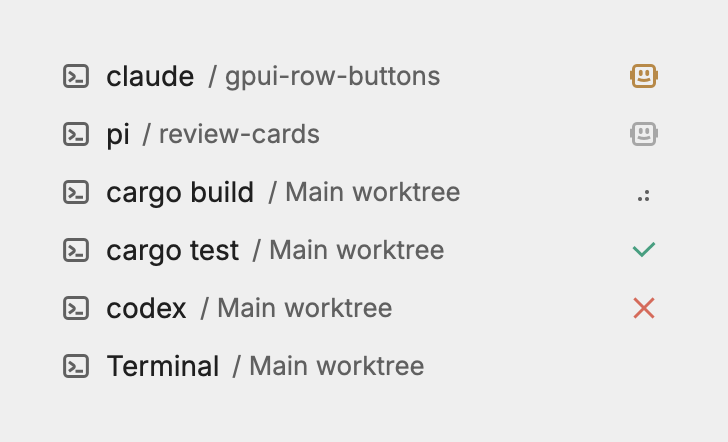 claude / gpui-row-buttons
pi / review-cards
cargo build / Main worktree
cargo test / Main worktree
codex / Main worktree
Terminal / Main worktree